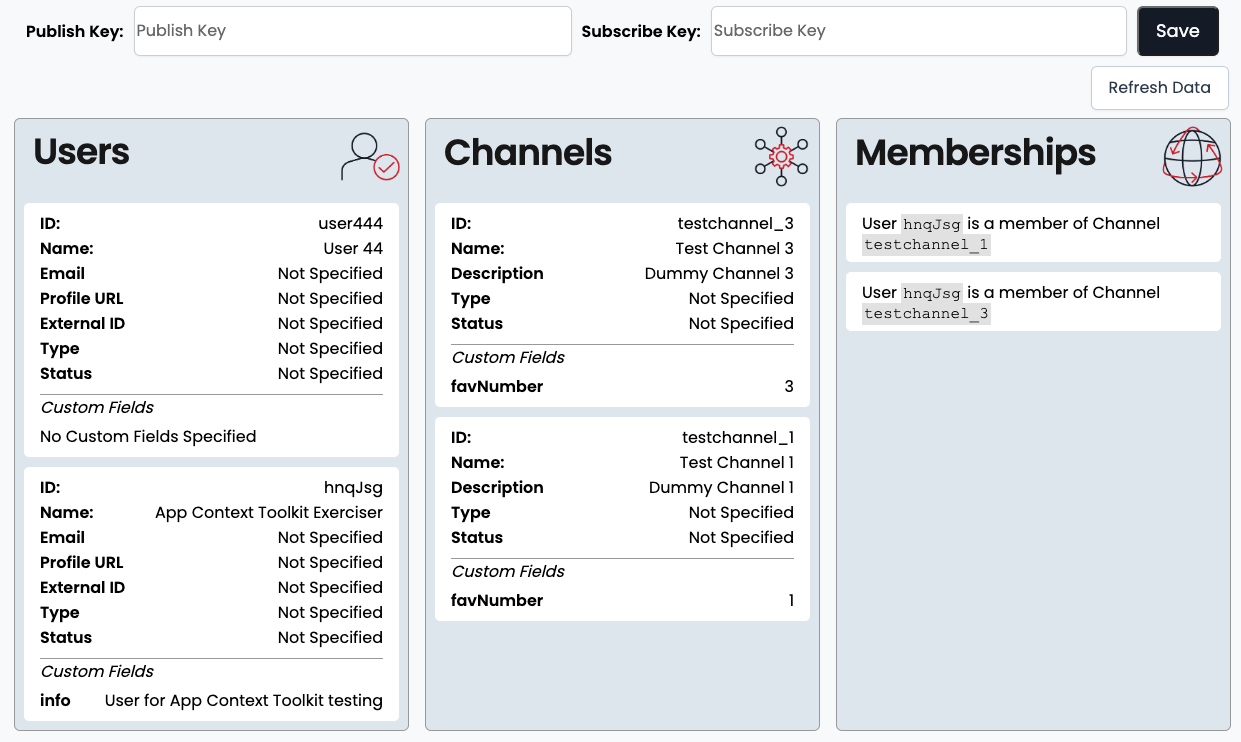 Publish Key: Publish Key Subscribe Key: Subscribe Key Save
Refresh Data
Users
ID: user444
Name: User 44
Email Not Specified
Profile URL Not Specified
External ID Not Specified
Type Not Specified
Status Not Specified
Custom Fields
No Custom Fields Specified
ID: hnqJsg
Name: App Context Toolkit Exerciser
Email Not Specified
Profile URL Not Specified
External ID Not Specified
Type Not Specified
Status Not Specified
Custom Fields
info User for App Context Toolkit testing
Channels
ID: testchannel_3
Name: Test Channel 3
Description Dummy Channel 3
Type Not Specified
Status Not Specified
Custom Fields
favNumber 3
ID: testchannel_1
Name: Test Channel 1
Description Dummy Channel 1
Type Not Specified
Status Not Specified
Custom Fields
favNumber 1
Memberships
User hnqJsg is a member of Channel
testchannel_1
User hnqJsg is a member of Channel
testchannel_3